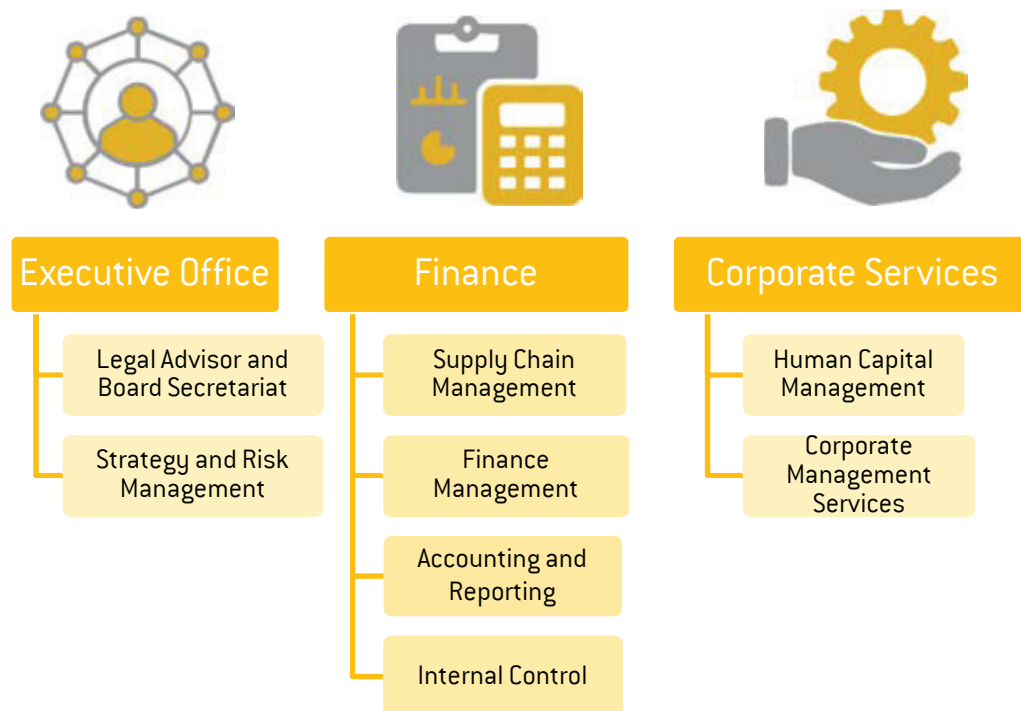 Executive Office
Legal Advisor and
Board Secretariat
Strategy and Risk
Management
Finance
Supply Chain
Management
Finance
Management
Accounting and
Reporting
Internal Control
Corporate Services
Human Capital
Management
Corporate
Management
Services